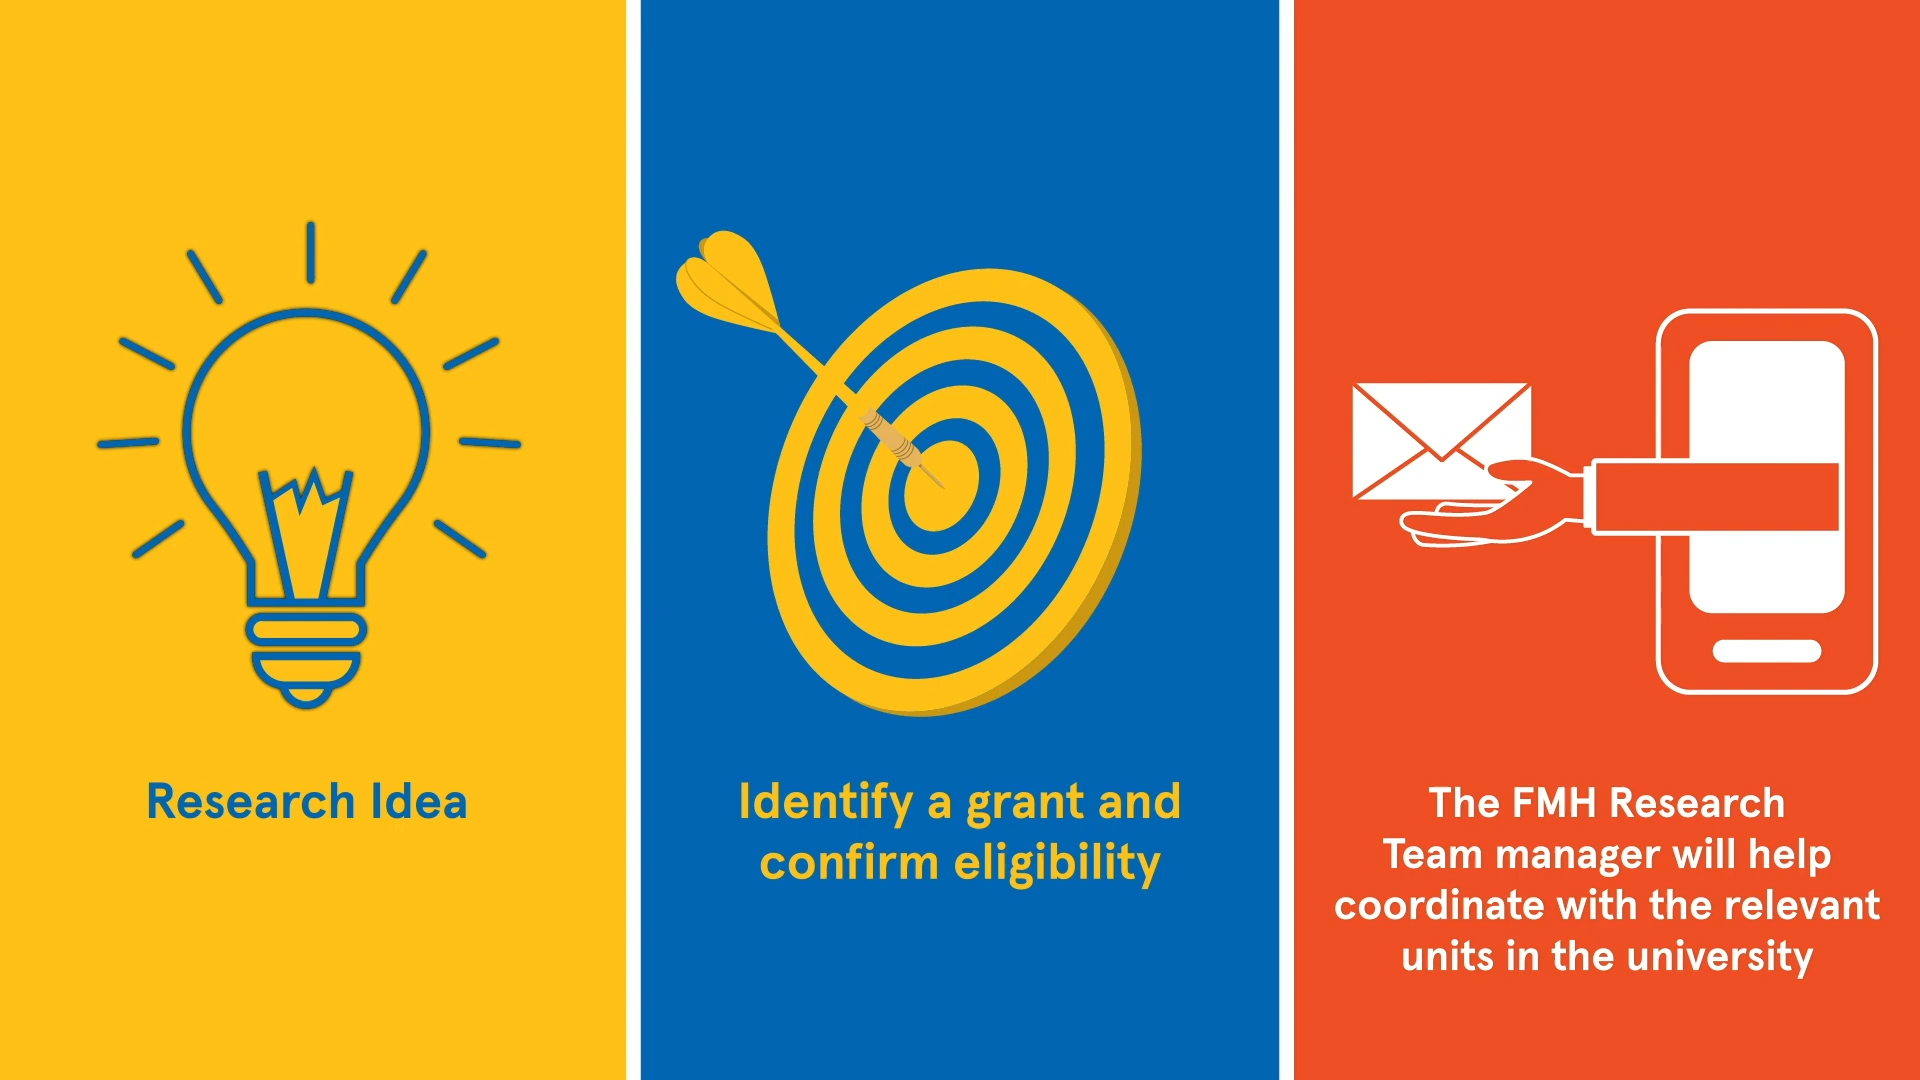 Research Idea
Identify a grant and
confirm eligibility
The FMH Research
Team manager will help
coordinate with the relevant
units in the university